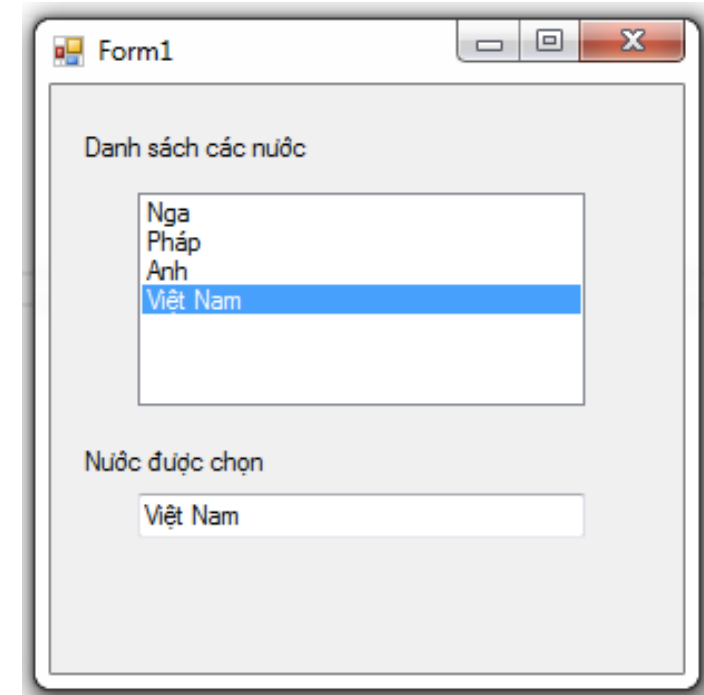 Form1
Danh sách các nước
Nga
Pháp
Anh
Việt Nam
Nước được chọn
Việt Nam